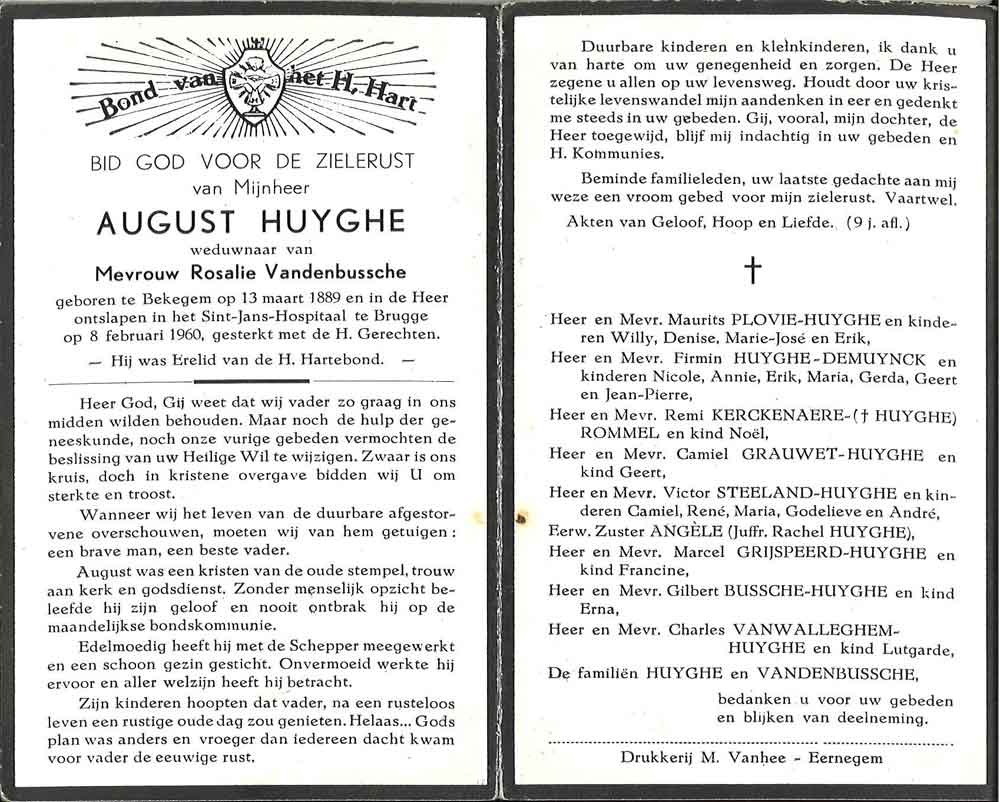 Bond van het H. Hart
BID GOD VOOR DE ZIELERUST
van Mijnheer
AUGUST HUYGHE
weduwnaar van
Mevrouw Rosalie Vandenbussche
geboren te Bekegem op 13 maart 1889 en in de Heer
ontslapen in het Sint-Jans-Hospitaal te Brugge
op 8 februari 1960, gesterkt met de H. Gerechten.
— Hij was Erelid van de H. Hartebond. —
Heer God, Gij weet dat wij vader zo graag in ons
midden wilden behouden. Maar noch de hulp der ge-
neeskunde, noch onze vurige gebeden vermochten de
beslissing van uw Heilige Wil te wijzigen. Zwaar is ons
kruis, doch in kristene overgave bidden wij U om
sterkte en troost.
Wanneer wij het leven van de duurbare afgestor-
vene overschouwen, moeten wij van hem getuigen :
een brave man, een beste vader.
August was een kristen van de oude stempel, trouw
aan kerk en godsdienst. Zonder menselijk opzicht be-
leefde hij zijn geloof en nooit ontbrak hij op de
maandelijkse bondskommunie.
Edelmoedig heeft hij met de Schepper meegewerkt
en een schoon gezin gesticht. Onvermoeid werkte hij
ervoor en aller welzijn heeft hij betracht.
Zijn kinderen hoopten dat vader, na een rusteloos
leven een rustige oude dag zou genieten. Helaas... Gods
plan was anders en vroeger dan iedereen dacht kwam
voor vader de eeuwige rust.
Duurbare kinderen en kleinkinderen, ik dank u
van harte om uw genegenheid en zorgen. De Heer
zegene u allen op uw levensweg. Houdt door uw kris-
telijke levenswandel mijn aandenken in eer en gedenkt
me steeds in uw gebeden. Gij, vooral, mijn dochter, de
Heer toegewijd, blijf mij indachtig in uw gebeden en
H. Kommunies.
Beminde familieleden, uw laatste gedachte aan mij
weze een vroom gebed voor mijn zielerust. Vaartwel.
Akten van Geloof, Hoop en Liefde. (9 j. afl.)
Heer en Mevr. Maurits PLOVIE-HUYGHE en kinde-
ren Willy, Denise, Marie-José en Erik,
Heer en Mevr. Firmin HUYGHE-DEMUYNCK en
kinderen Nicole, Annie, Erik, Maria, Gerda, Geert
en Jean-Pierre,
Heer en Mevr. Remi KERCKENAERE-(† HUYGHE)
ROMMEL en kind Noël,
Heer en Mevr. Camiel GRAUWET-HUYGHE en
kind Geert,
Heer en Mevr. Victor STEELAND-HUYGHE en kin-
deren Camiel, René, Maria, Godelieve en André,
Eerw. Zuster ANGÈLE (Juffr. Rachel HUYGHE),
Heer en Mevr. Marcel GRIJSPEERD-HUYGHE en
kind Francine,
Heer en Mevr. Gilbert BUSSCHE-HUYGHE en kind
Erna,
Heer en Mevr. Charles VANWALLEGHEM-
HUYGHE en kind Lutgarde,
De familiën HUYGHE en VANDENBUSSCHE,
bedanken u voor uw gebeden
en blijken van deelneming.
Drukkerij M. Vanhee - Eernegem